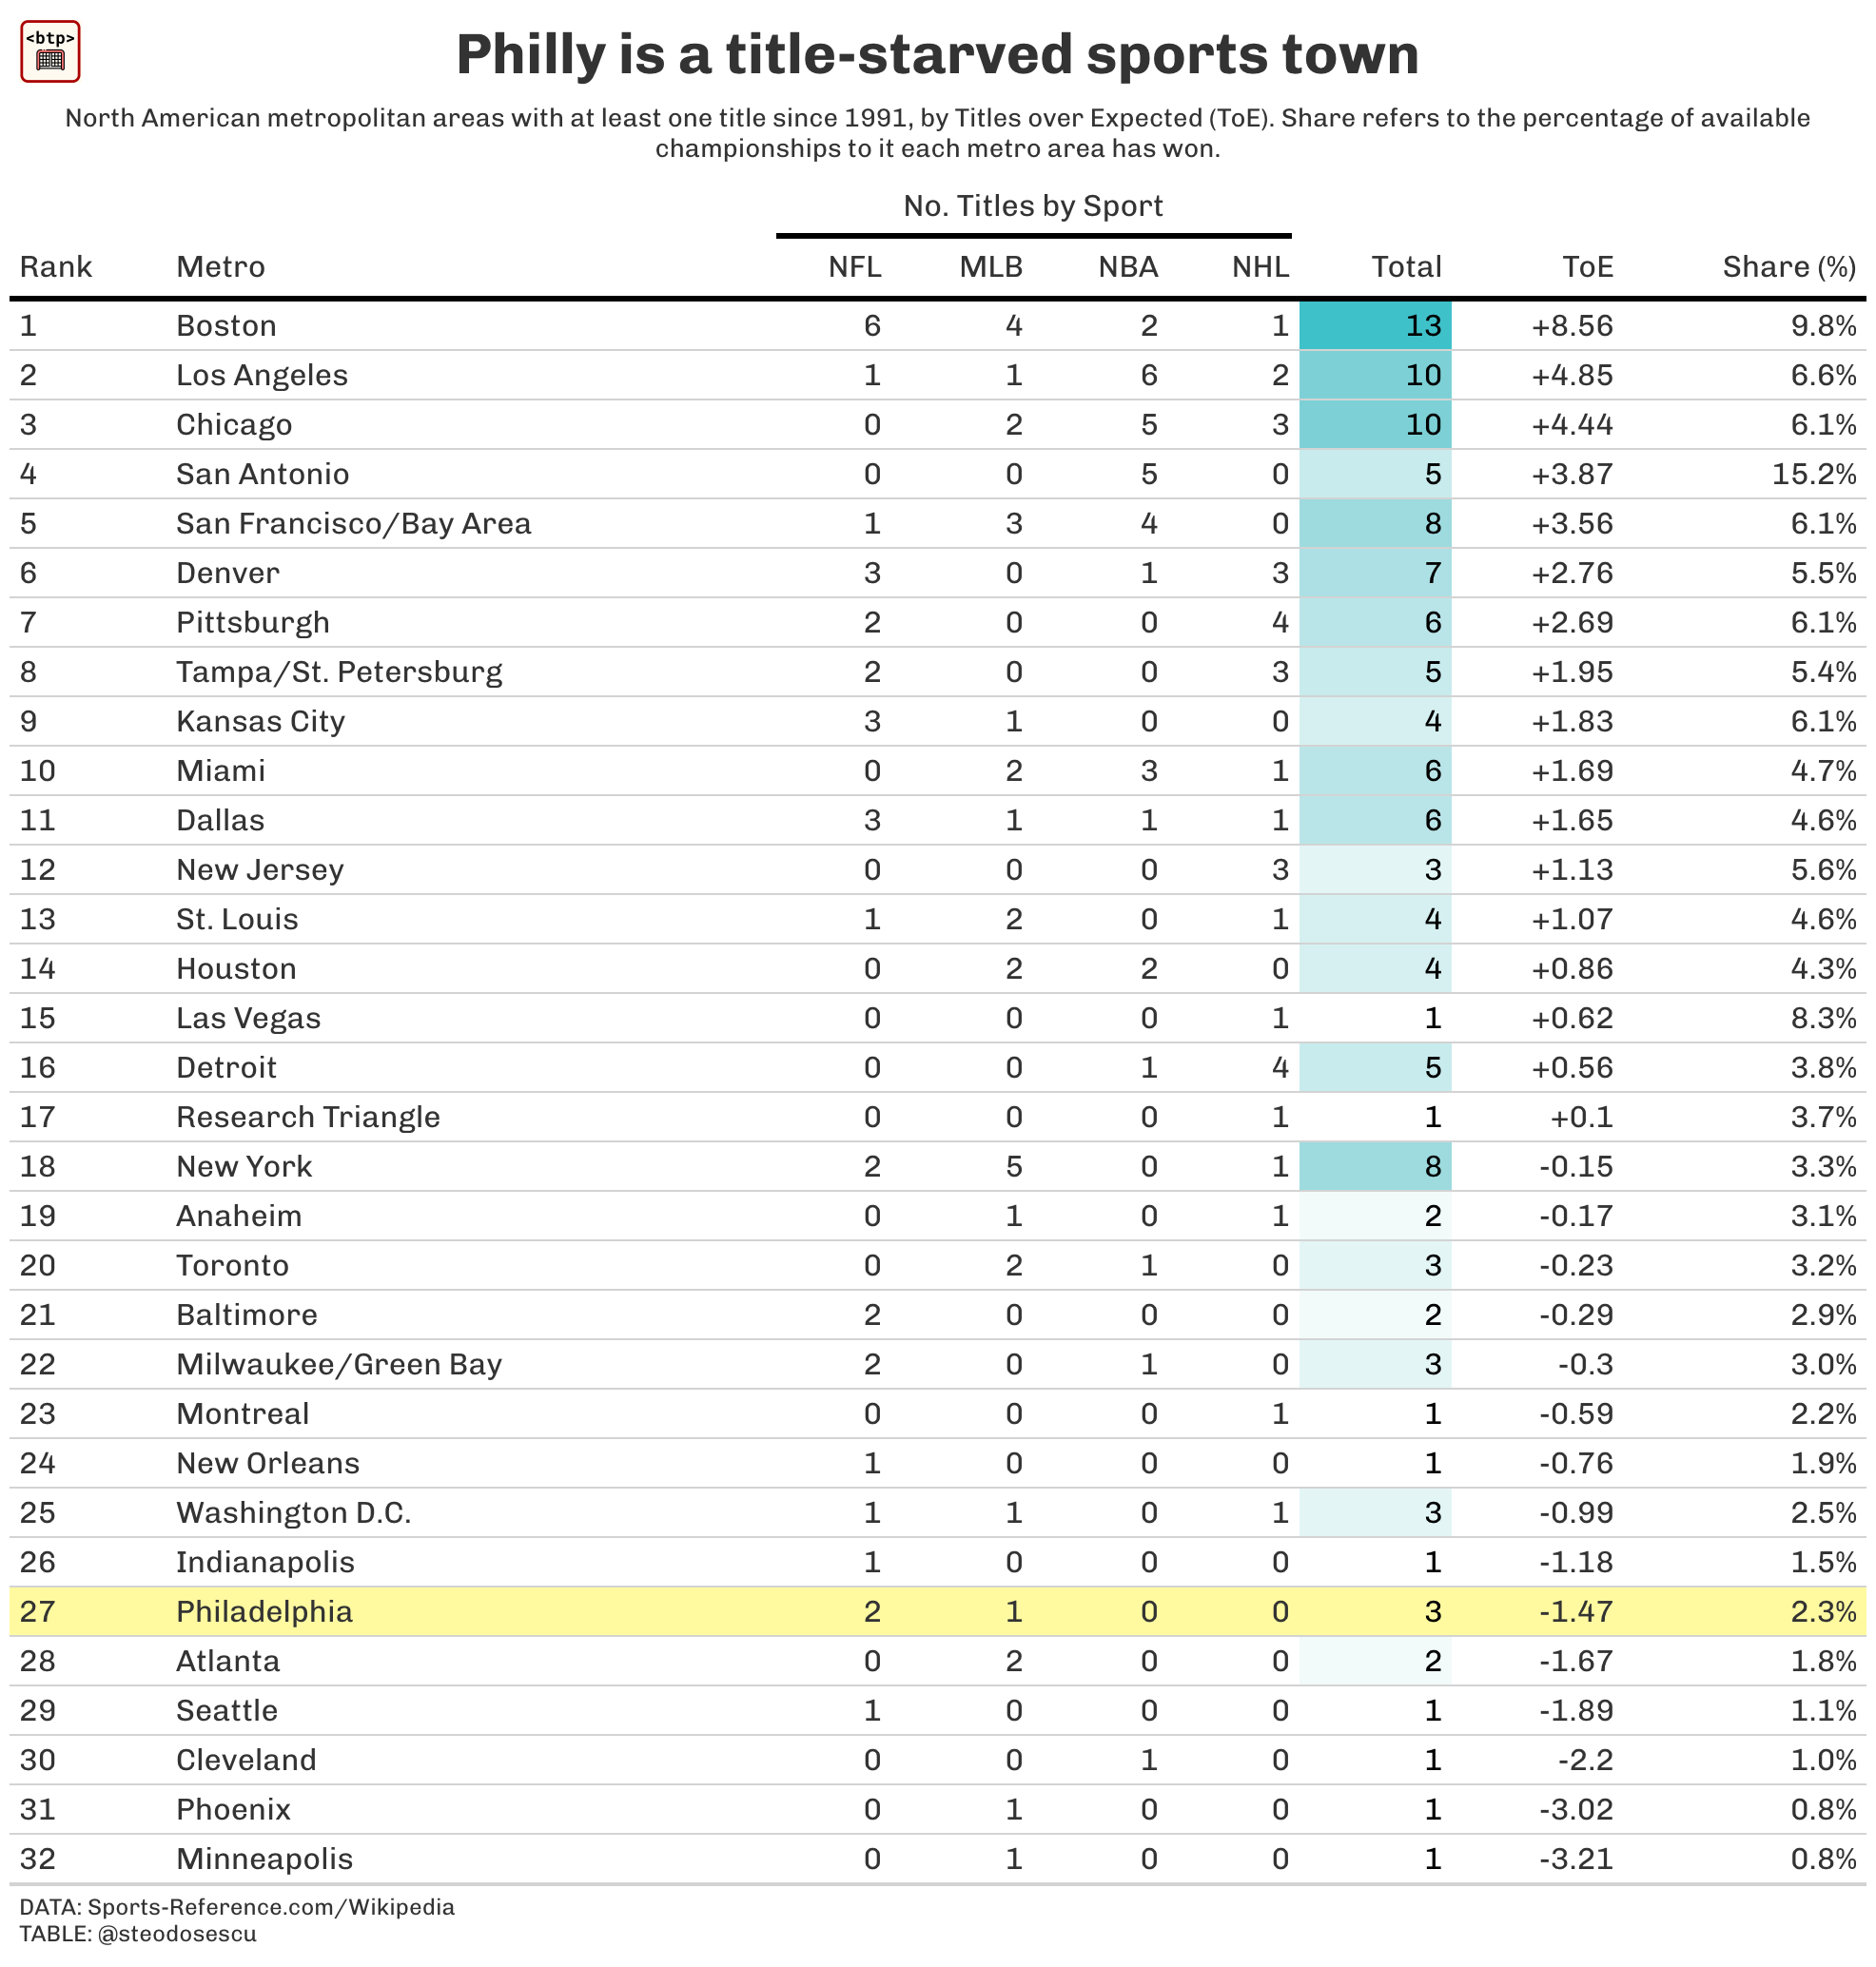 <btp>
Philly is a title-starved sports town
North American metropolitan areas with at least one title since 1991, by Titles over Expected (ToE). Share refers to the percentage of available
championships to it each metro area has won.
No. Titles by Sport
Rank Metro NFL MLB NBA NHL Total ToE Share (%)
1 Boston 6 4 2 1 13 +8.56 9.8%
2 Los Angeles 1 1 6 2 10 +4.85 6.6%
3 Chicago 0 2 5 3 10 +4.44 6.1%
4 San Antonio 0 0 5 0 5 +3.87 15.2%
5 San Francisco/Bay Area 1 3 4 0 8 +3.56 6.1%
6 Denver 3 0 1 3 7 +2.76 5.5%
7 Pittsburgh 2 0 0 4 6 +2.69 6.1%
8 Tampa/St. Petersburg 2 0 0 3 5 +1.95 5.4%
9 Kansas City 3 1 0 0 4 +1.83 6.1%
10 Miami 0 2 3 1 6 +1.69 4.7%
11 Dallas 3 1 1 1 6 +1.65 4.6%
12 New Jersey 0 0 0 3 3 +1.13 5.6%
13 St. Louis 1 2 0 1 4 +1.07 4.6%
14 Houston 0 2 2 0 4 +0.86 4.3%
15 Las Vegas 0 0 0 1 1 +0.62 8.3%
16 Detroit 0 0 1 4 5 +0.56 3.8%
17 Research Triangle 0 0 0 1 1 +0.1 3.7%
18 New York 2 5 0 1 8 -0.15 3.3%
19 Anaheim 0 1 0 1 2 -0.17 3.1%
20 Toronto 0 2 1 0 3 -0.23 3.2%
21 Baltimore 2 0 0 0 2 -0.29 2.9%
22 Milwaukee/Green Bay 2 0 1 0 3 -0.3 3.0%
23 Montreal 0 0 0 1 1 -0.59 2.2%
24 New Orleans 1 0 0 0 1 -0.76 1.9%
25 Washington D.C. 1 1 0 1 3 -0.99 2.5%
26 Indianapolis 1 0 0 0 1 -1.18 1.5%
27 Philadelphia 2 1 0 0 3 -1.47 2.3%
28 Atlanta 0 2 0 0 2 -1.67 1.8%
29 Seattle 1 0 0 0 1 -1.89 1.1%
30 Cleveland 0 0 1 0 1 -2.2 1.0%
31 Phoenix 0 1 0 0 1 -3.02 0.8%
32 Minneapolis 0 1 0 0 1 -3.21 0.8%
DATA: Sports-Reference.com/Wikipedia
TABLE: @steodosescu